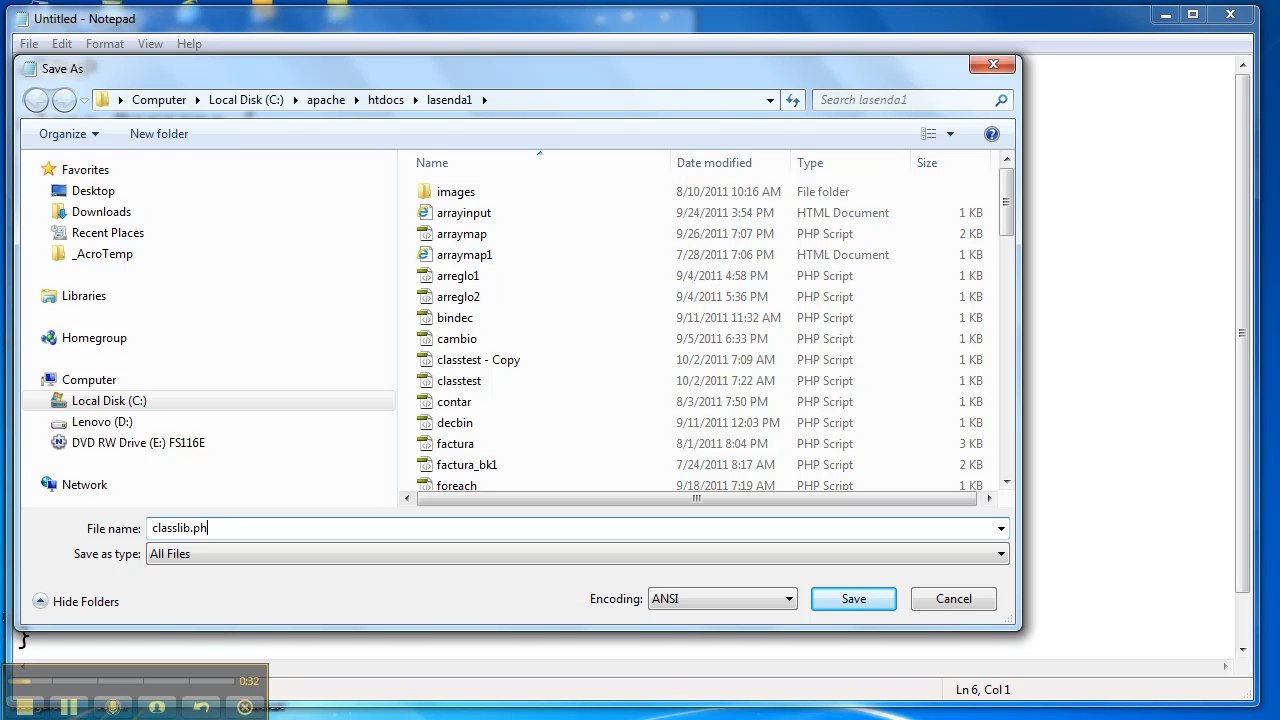 Untitled - Notepad
File Edit Format View Help
Save As
Computer Local Disk (C:) apache htdocs lasenda1
Search lasenda1
Organize New folder
Name Date modified Type Size
Favorites
Desktop
Downloads
Recent Places
_AcroTemp
Libraries
Homegroup
Computer
Local Disk (C:)
Lenovo (D:)
DVD RW Drive (E:) FS116E
Network
images 8/10/2011 10:16 AM File folder
arrayinput 9/24/2011 3:54 PM HTML Document 1 KB
arraymap 9/26/2011 7:07 PM PHP Script 2 KB
arraymap1 7/28/2011 7:06 PM HTML Document 1 KB
arreglo1 9/4/2011 4:58 PM PHP Script 1 KB
arreglo2 9/4/2011 5:36 PM PHP Script 1 KB
bindec 9/11/2011 11:32 AM PHP Script 1 KB
cambio 9/5/2011 6:33 PM PHP Script 1 KB
classtest - Copy 10/2/2011 7:09 AM PHP Script 1 KB
classtest 10/2/2011 7:22 AM PHP Script 1 KB
contar 8/3/2011 7:50 PM PHP Script 1 KB
decbin 9/11/2011 12:03 PM PHP Script 1 KB
factura 8/1/2011 8:04 PM PHP Script 3 KB
factura_bk1 7/24/2011 8:17 AM PHP Script 2 KB
foreach 9/18/2011 7:19 AM PHP Script 1 KB
File name: classlib.ph
Save as type: All Files
Hide Folders
Encoding: ANSI Save Cancel
}
0:32
Ln 6, Col 1